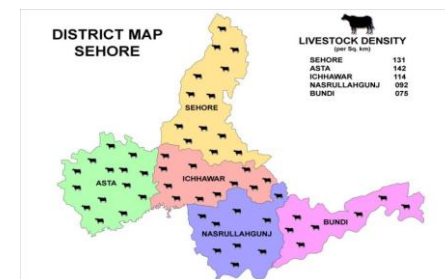 DISTRICT MAP
SEHORE
LIVESTOCK DENSITY
(per Sq. km)
SEHORE 131
ASTA 142
ICHHAWAR 114
NASRULLAHGUNJ 092
BUNDI 075
SEHORE
ASTA
ICHHAWAR
NASRULLAHGUNJ
BUNDI